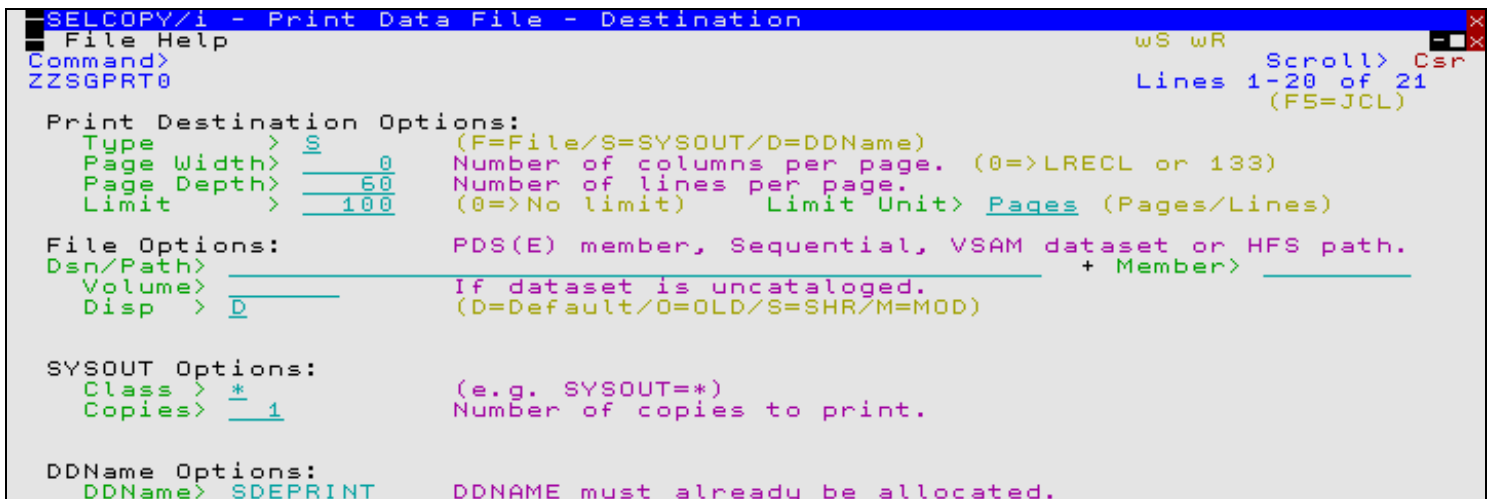 SELCOPY/i - Print Data File - Destination
File Help wS wR
Command> Scroll> Csr
ZZSGPRT0 Lines 1-20 of 21
(F5=JCL)
Print Destination Options:
Type > S (F=File/S=SYSOUT/D=DDName)
Page Width> 0 Number of columns per page. (0=>LRECL or 133)
Page Depth> 60 Number of lines per page.
Limit > 100 (0=>No limit) Limit Unit> Pages (Pages/Lines)
File Options: PDS(E) member, Sequential, VSAM dataset or HFS path.
Dsn/Path> + Member>
Volume> If dataset is uncataloged.
Disp > D (D=Default/O=OLD/S=SHR/M=MOD)
SYSOUT Options:
Class > * (e.g. SYSOUT=*)
Copies> 1 Number of copies to print.
DDName Options:
DDName> SDEPRINT DDNAME must already be allocated.